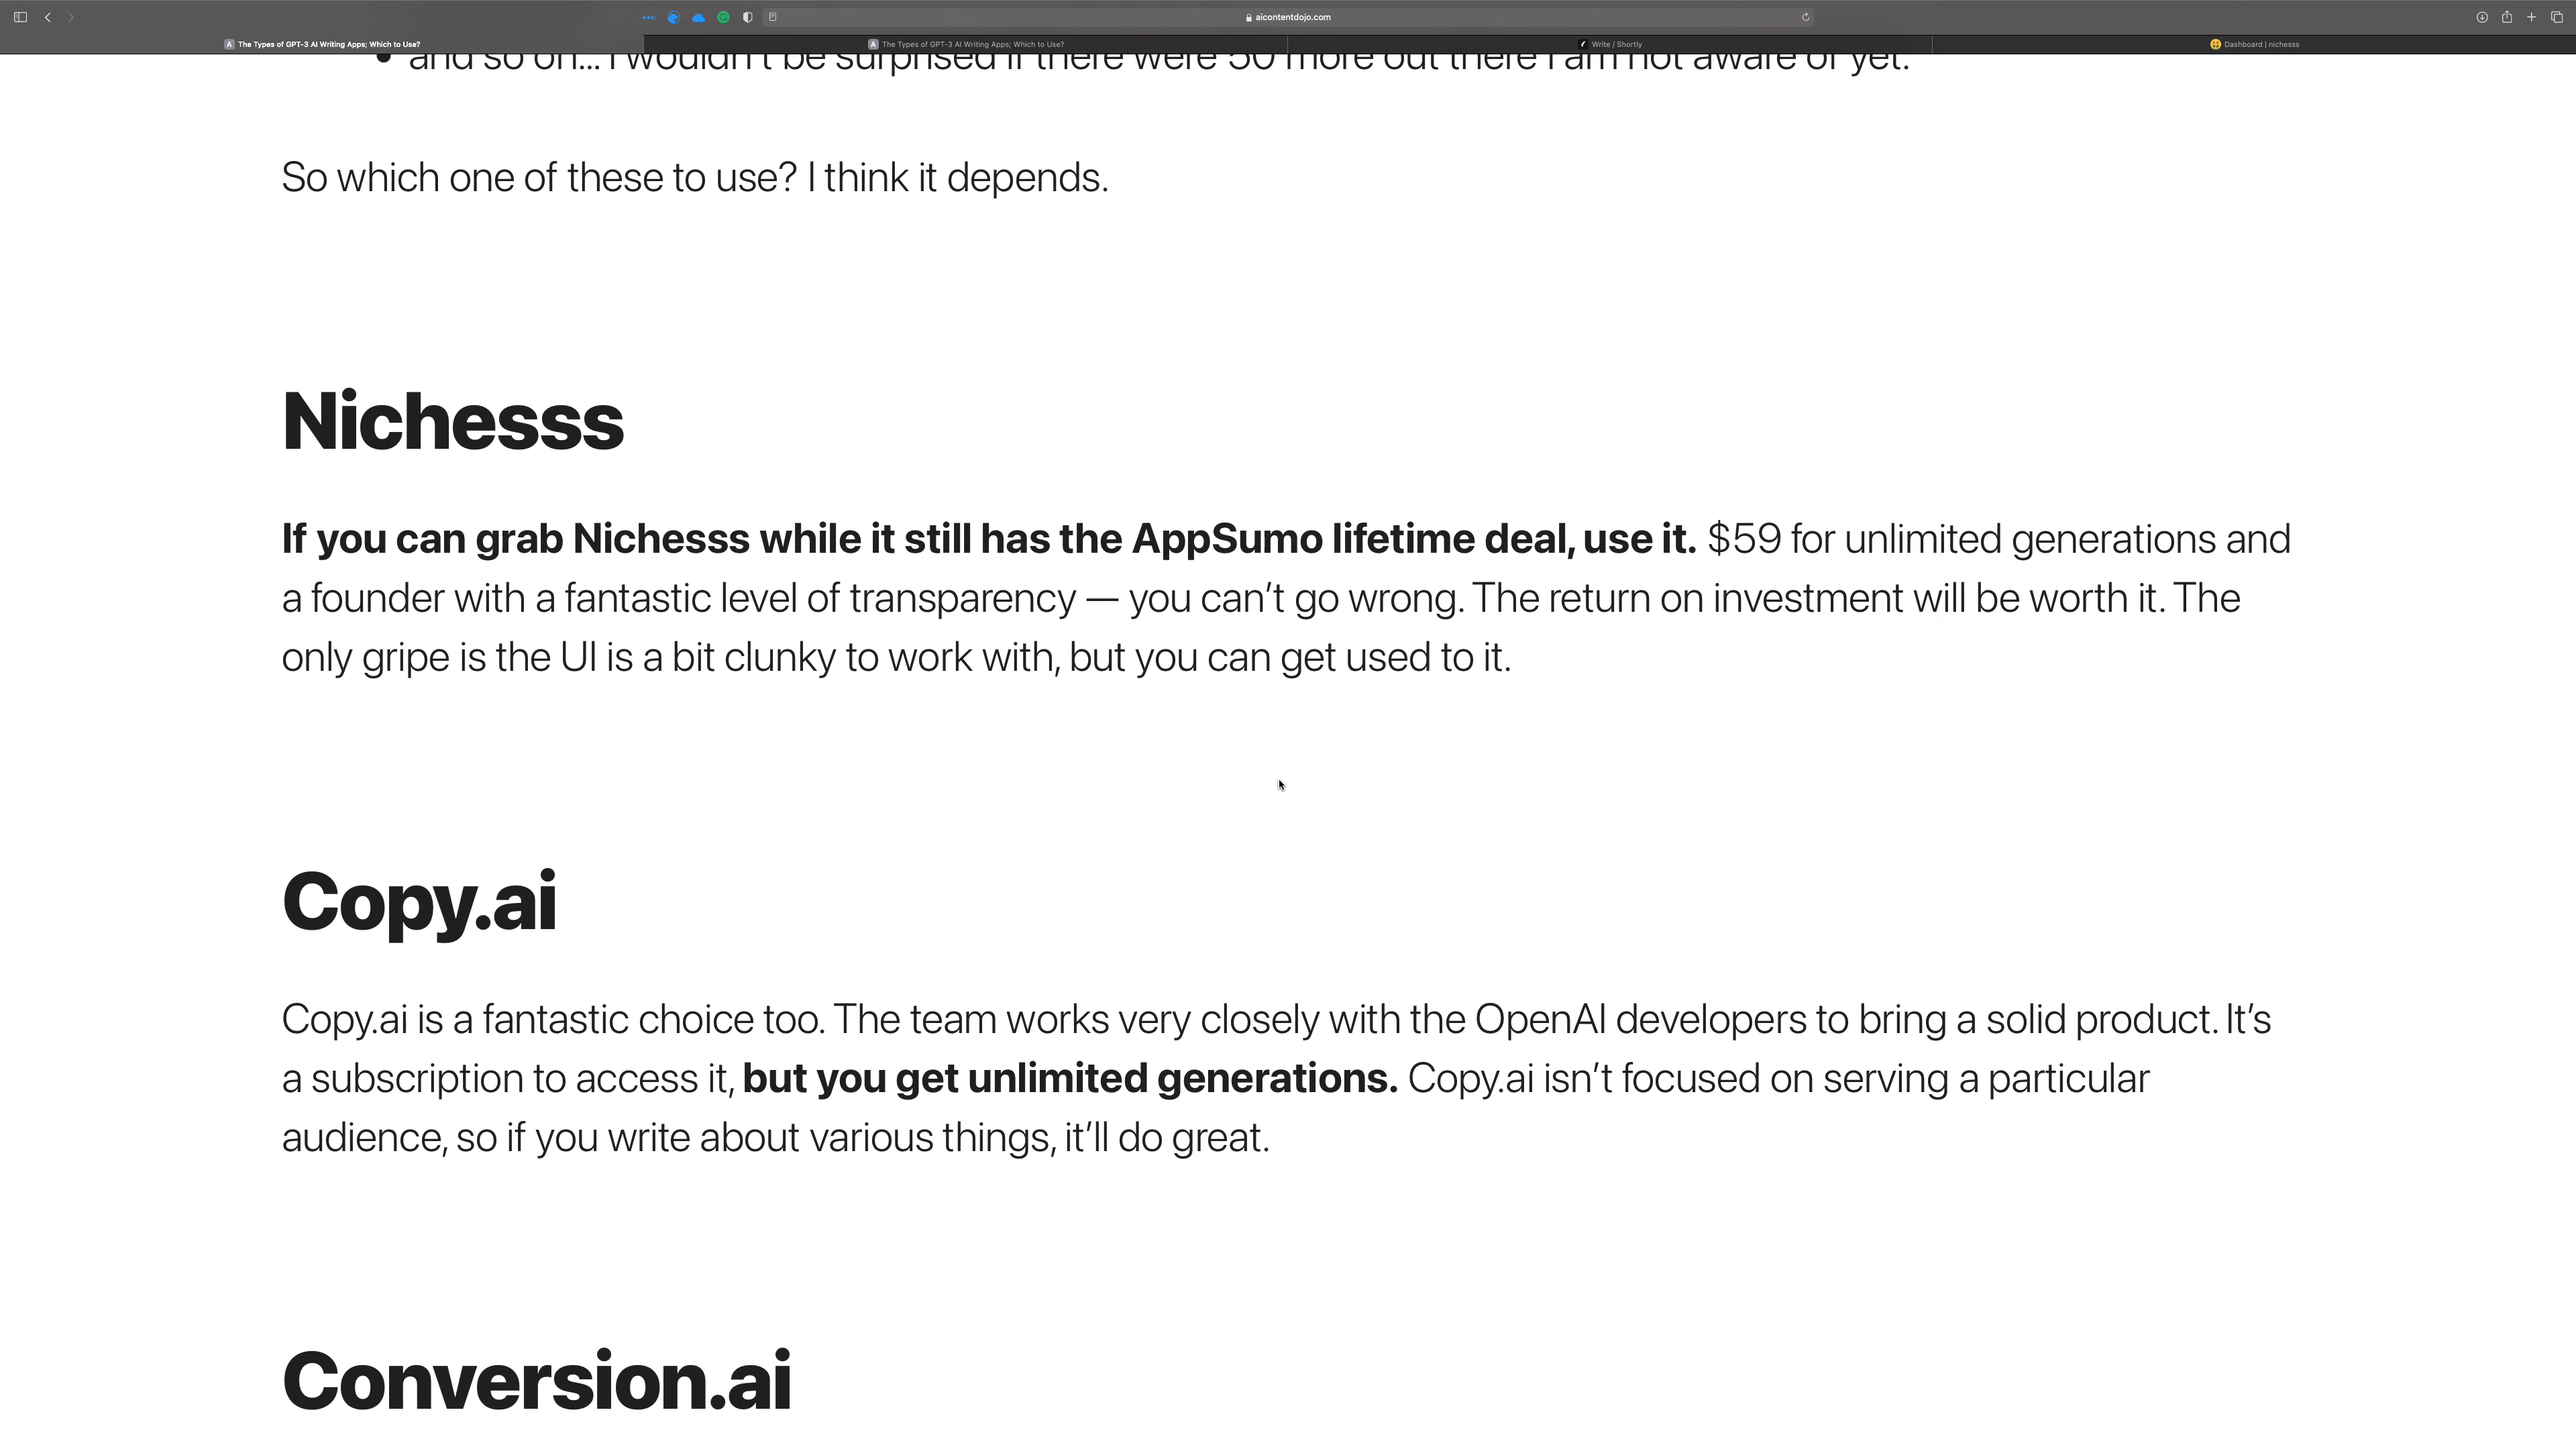 aicontentdojo.com
The Types of GPT-3 AI Writing Apps; Which to Use?
The Types of GPT-3 AI Writing Apps; Which to Use?
Write / Shortly
Dashboard | nichesss
and so on... I wouldn't be surprised if there were 50 more out there I am not aware of yet.
So which one of these to use? I think it depends.
Nichesss
If you can grab Nichesss while it still has the AppSumo lifetime deal, use it. $59 for unlimited generations and
a founder with a fantastic level of transparency — you can’t go wrong. The return on investment will be worth it. The
only gripe is the UI is a bit clunky to work with, but you can get used to it.
Copy.ai
Copy.ai is a fantastic choice too. The team works very closely with the OpenAI developers to bring a solid product. It’s
a subscription to access it, but you get unlimited generations. Copy.ai isn’t focused on serving a particular
audience, so if you write about various things, it’ll do great.
Conversion.ai